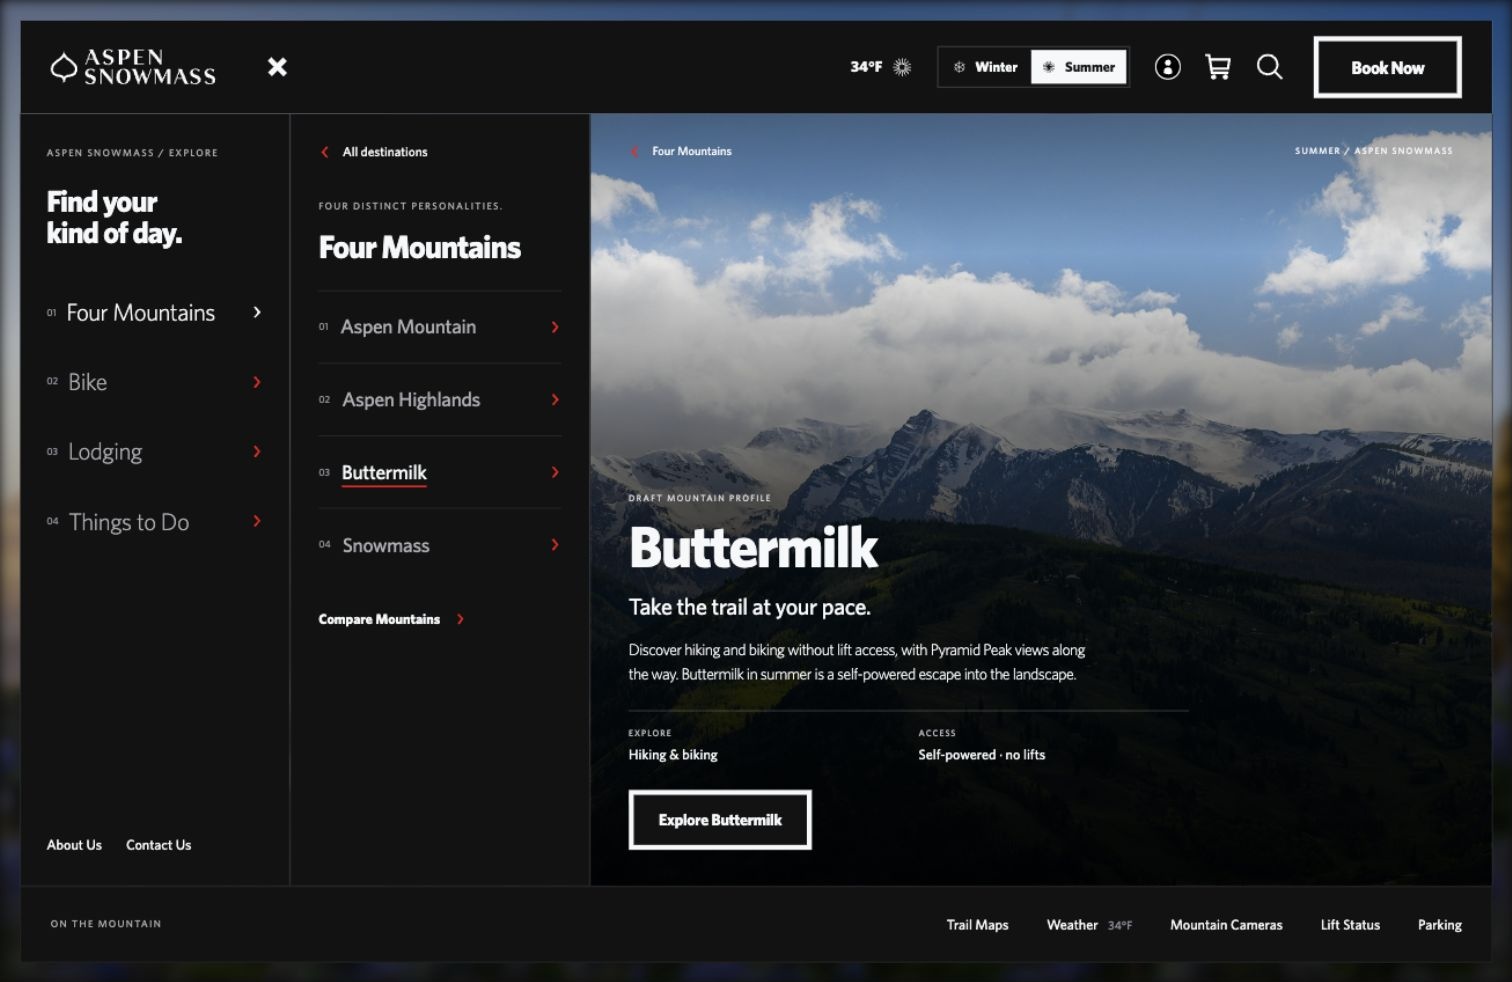 ASPEN
SNOWMASS
34°F
Winter
Summer
Book Now
ASPEN SNOWMASS / EXPLORE
Find your
kind of day.
01 Four Mountains
02 Bike
03 Lodging
04 Things to Do
About Us
Contact Us
All destinations
FOUR DISTINCT PERSONALITIES.
Four Mountains
01 Aspen Mountain
02 Aspen Highlands
03 Buttermilk
04 Snowmass
Compare Mountains
Four Mountains
SUMMER / ASPEN SNOWMASS
DRAFT MOUNTAIN PROFILE
Buttermilk
Take the trail at your pace.
Discover hiking and biking without lift access, with Pyramid Peak views along
the way. Buttermilk in summer is a self-powered escape into the landscape.
EXPLORE
Hiking & biking
ACCESS
Self-powered · no lifts
Explore Buttermilk
ON THE MOUNTAIN
Trail Maps
Weather 34°F
Mountain Cameras
Lift Status
Parking